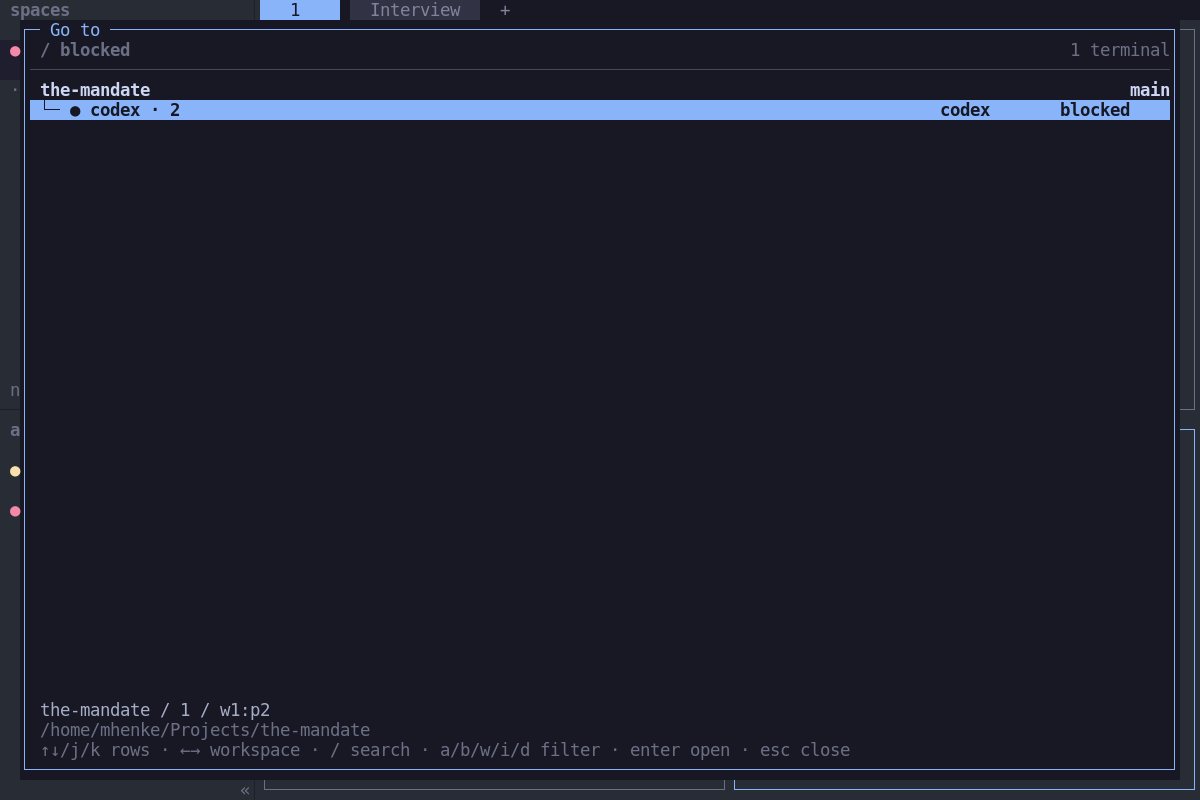 spaces 1 Interview +
Go to
/ blocked 1 terminal
the-mandate main
└─ ● codex · 2 codex blocked
n
a
the-mandate / 1 / w1:p2
/home/mhenke/Projects/the-mandate
↑↓/j/k rows · ←→ workspace · / search · a/b/w/i/d filter · enter open · esc close
«